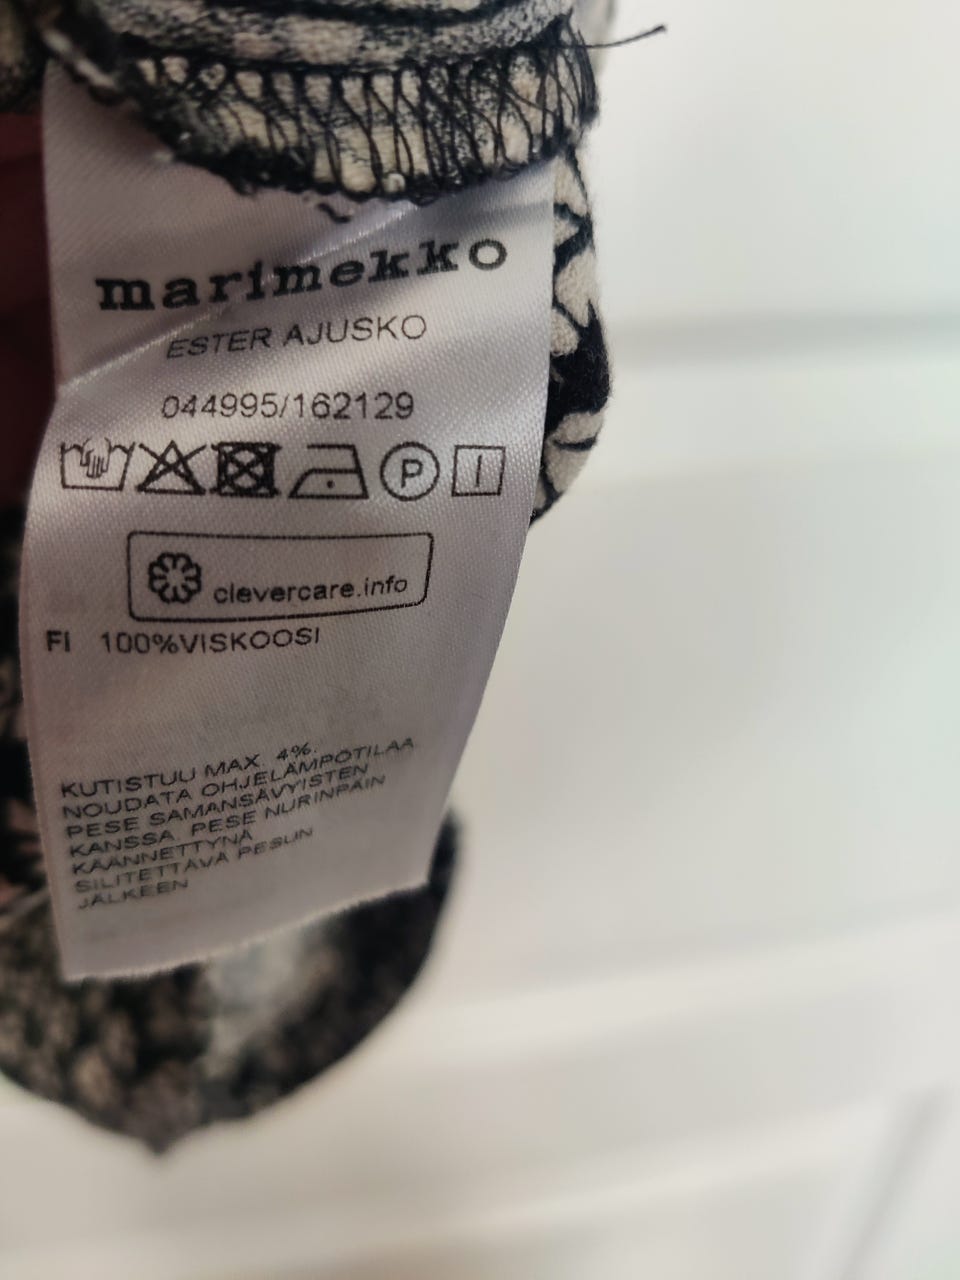 marimekko
ESTER AJUSKO
044995/162129
P
clevercare.info
FI 100%VISKOOSI
KUTISTUU MAX. 4%.
NOUDATA OHJELÄMPÖTILAA
PESE SAMANSÄVYISTEN
KANSSA. PESE NURINPÄIN
KÄÄNNETTYNÄ
SILITETTÄVÄ PESUN
JÄLKEEN